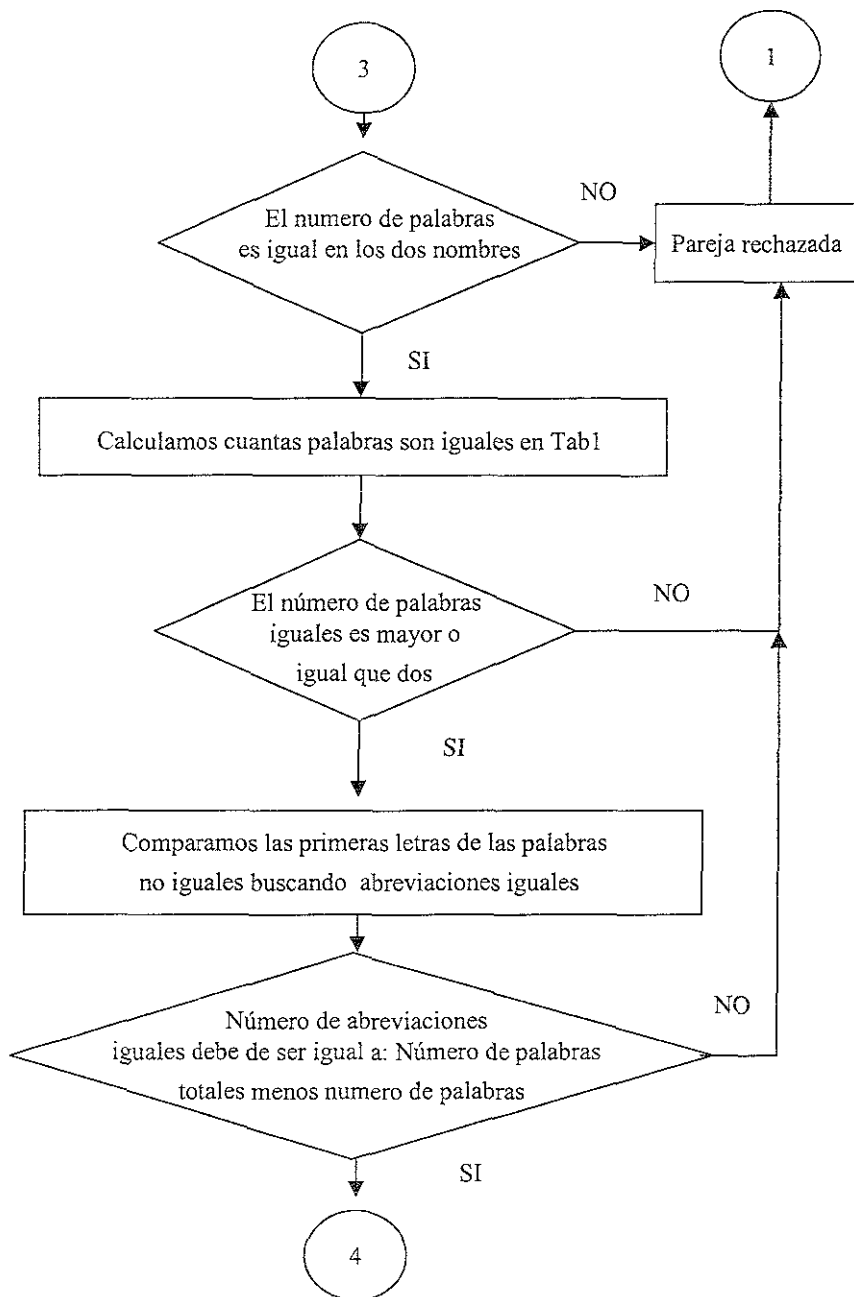 3
1
El numero de palabras
es igual en los dos nombres
NO
Pareja rechazada
SI
Calculamos cuantas palabras son iguales en Tab1
El número de palabras
iguales es mayor o
igual que dos
NO
SI
Comparamos las primeras letras de las palabras
no iguales buscando abreviaciones iguales
Número de abreviaciones
iguales debe de ser igual a: Número de palabras
totales menos numero de palabras
NO
SI
4